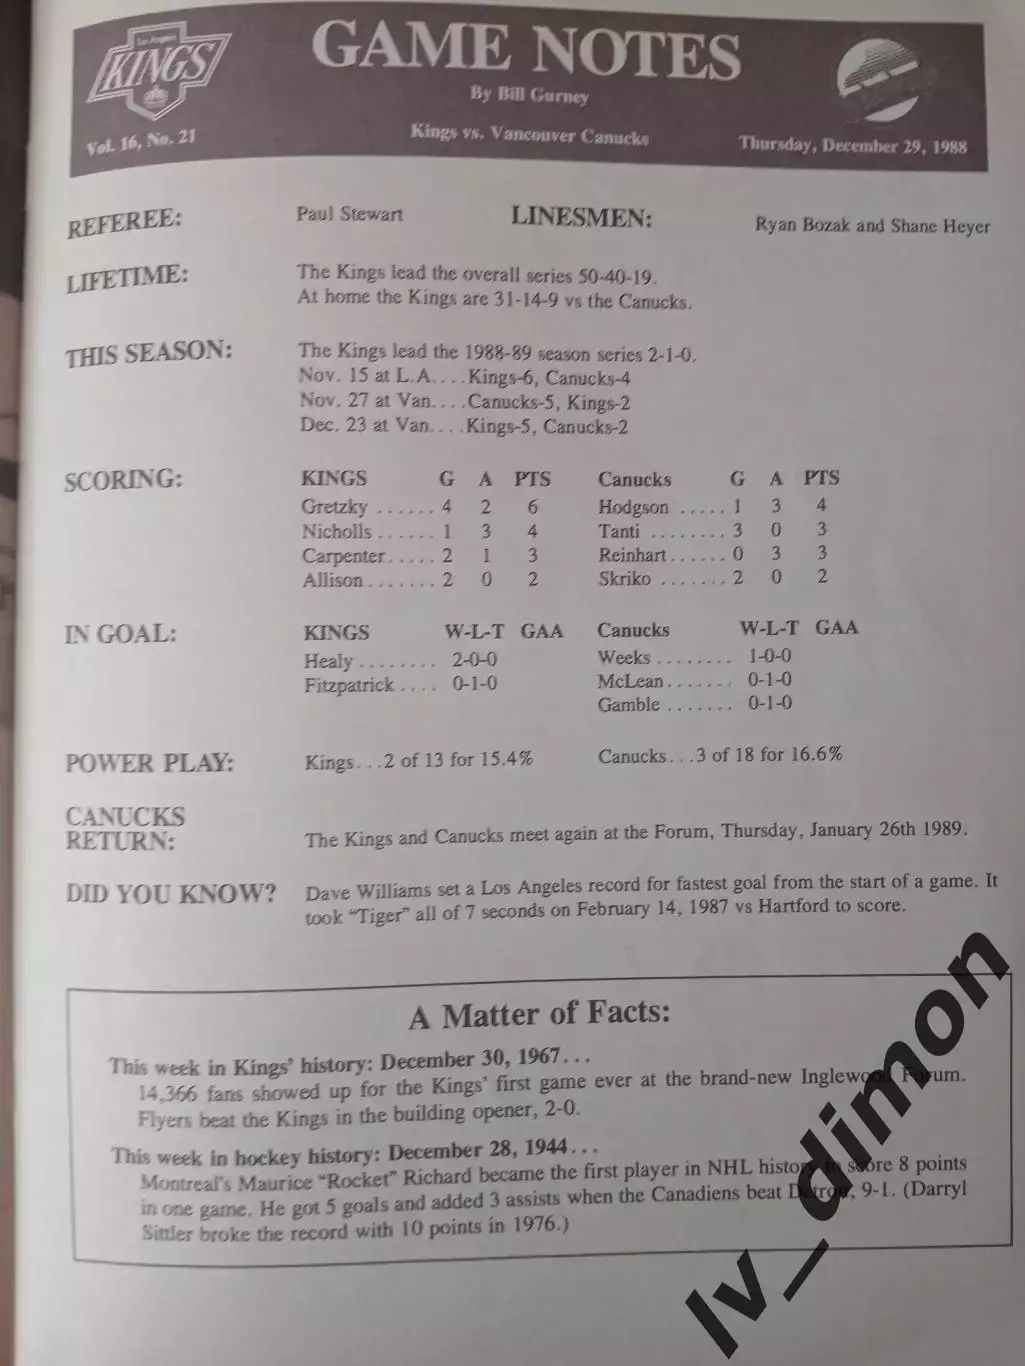 Los Angeles
KINGS
GAME NOTES
By Bill Gurney
Vol. 16, No. 21
Kings vs. Vancouver Canucks
Thursday, December 29, 1988
REFEREE: Paul Stewart LINESMEN: Ryan Bozak and Shane Heyer
LIFETIME: The Kings lead the overall series 50-40-19.
At home the Kings are 31-14-9 vs the Canucks.
THIS SEASON: The Kings lead the 1988-89 season series 2-1-0.
Nov. 15 at L.A....Kings-6, Canucks-4
Nov. 27 at Van....Canucks-5, Kings-2
Dec. 23 at Van....Kings-5, Canucks-2
SCORING: KINGS G A PTS Canucks G A PTS
Gretzky ...... 4 2 6 Hodgson ..... 1 3 4
Nicholls ...... 1 3 4 Tanti ........ 3 0 3
Carpenter..... 2 1 3 Reinhart...... 0 3 3
Allison ....... 2 0 2 Skriko ....... 2 0 2
IN GOAL: KINGS W-L-T GAA Canucks W-L-T GAA
Healy ........ 2-0-0 Weeks ........ 1-0-0
Fitzpatrick .... 0-1-0 McLean....... 0-1-0
Gamble ....... 0-1-0
POWER PLAY: Kings...2 of 13 for 15.4% Canucks...3 of 18 for 16.6%
CANUCKS
RETURN: The Kings and Canucks meet again at the Forum, Thursday, January 26th 1989.
DID YOU KNOW? Dave Williams set a Los Angeles record for fastest goal from the start of a game. It
took "Tiger" all of 7 seconds on February 14, 1987 vs Hartford to score.
A Matter of Facts:
This week in Kings' history: December 30, 1967...
14,366 fans showed up for the Kings' first game ever at the brand-new Inglewood Forum.
Flyers beat the Kings in the building opener, 2-0.
This week in hockey history: December 28, 1944...
Montreal's Maurice "Rocket" Richard became the first player in NHL history to score 8 points
in one game. He got 5 goals and added 3 assists when the Canadiens beat Detroit, 9-1. (Darryl
Sittler broke the record with 10 points in 1976.)
lv_dimon